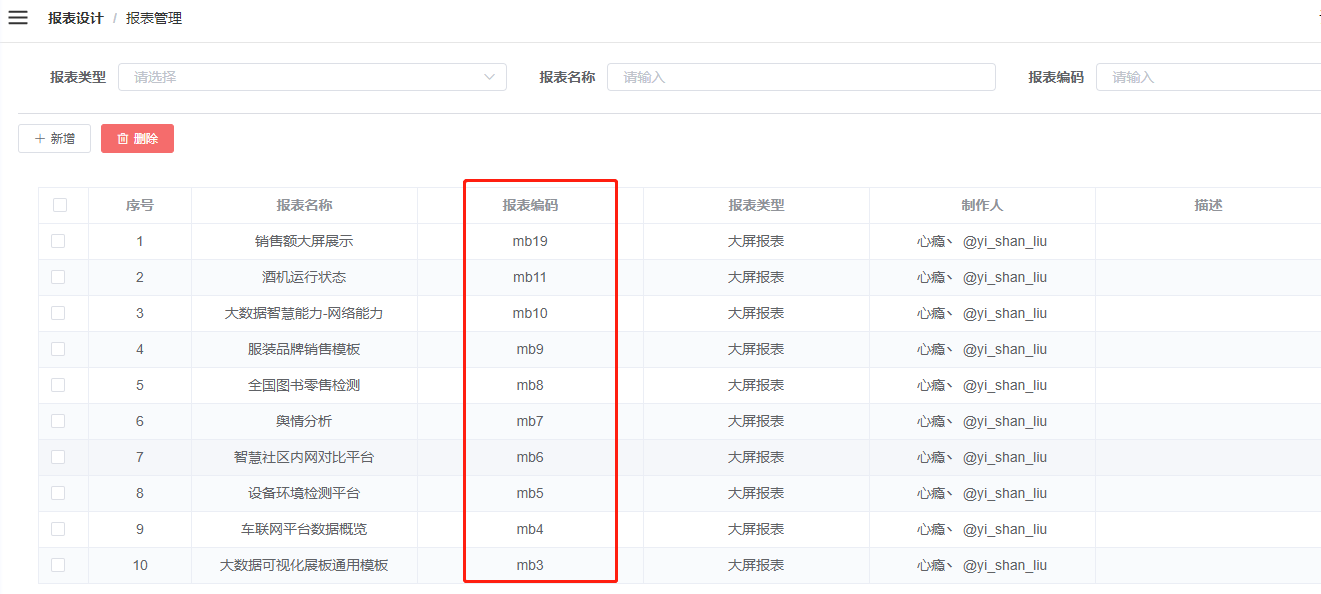 报表设计 / 报表管理
报表类型 请选择 报表名称 请输入 报表编码 请输入
+ 新增 删除
序号 报表名称 报表编码 报表类型 制作人 描述
1 销售额大屏展示 mb19 大屏报表 心瘾丶 @yi_shan_liu
2 酒机运行状态 mb11 大屏报表 心瘾丶 @yi_shan_liu
3 大数据智慧能力-网络能力 mb10 大屏报表 心瘾丶 @yi_shan_liu
4 服装品牌销售模板 mb9 大屏报表 心瘾丶 @yi_shan_liu
5 全国图书零售检测 mb8 大屏报表 心瘾丶 @yi_shan_liu
6 舆情分析 mb7 大屏报表 心瘾丶 @yi_shan_liu
7 智慧社区内网对比平台 mb6 大屏报表 心瘾丶 @yi_shan_liu
8 设备环境检测平台 mb5 大屏报表 心瘾丶 @yi_shan_liu
9 车联网平台数据概览 mb4 大屏报表 心瘾丶 @yi_shan_liu
10 大数据可视化展板通用模板 mb3 大屏报表 心瘾丶 @yi_shan_liu